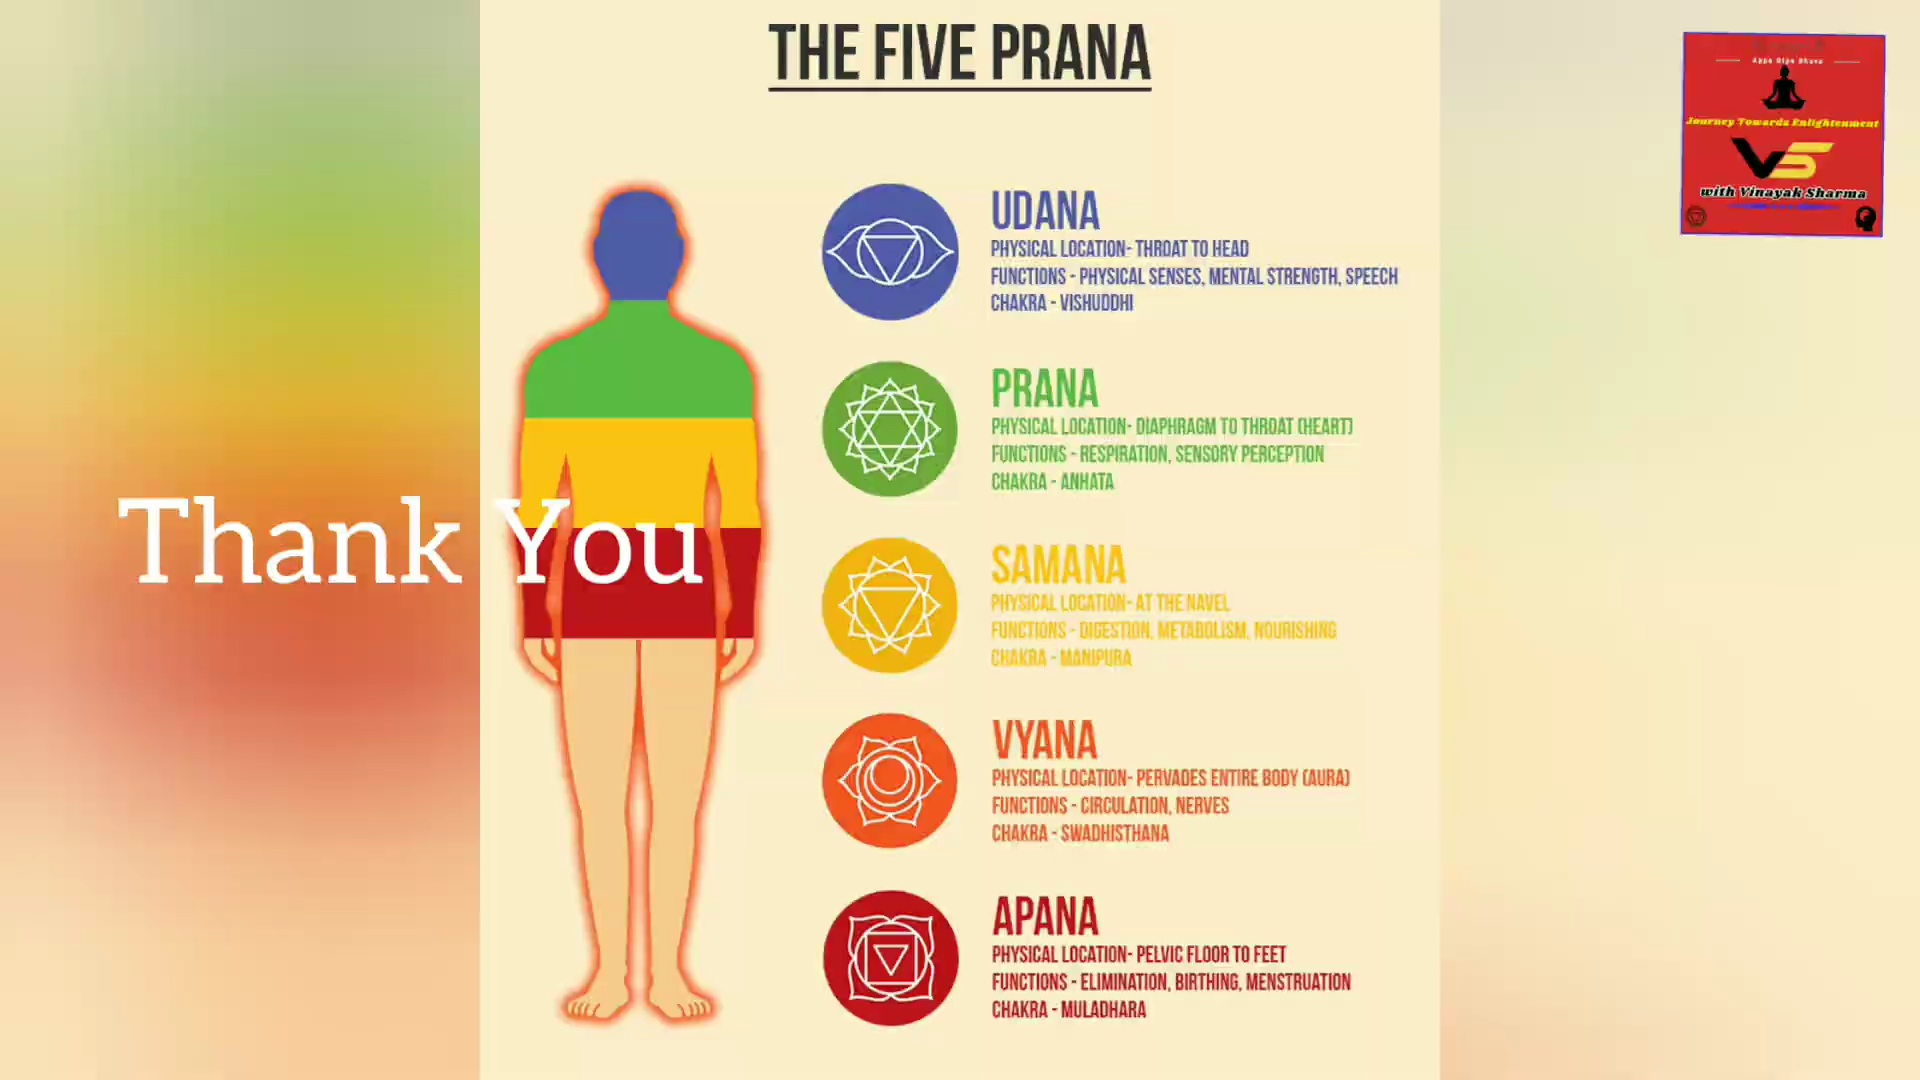 THE FIVE PRANA
Appo Dipo Bhava
Journey Towards Enlightenment
VS
with Vinayak Sharma
UDANA
PHYSICAL LOCATION- THROAT TO HEAD
FUNCTIONS - PHYSICAL SENSES, MENTAL STRENGTH, SPEECH
CHAKRA - VISHUDDHI
PRANA
PHYSICAL LOCATION- DIAPHRAGM TO THROAT (HEART)
FUNCTIONS - RESPIRATION, SENSORY PERCEPTION
CHAKRA - ANHATA
Thank You
SAMANA
PHYSICAL LOCATION- AT THE NAVEL
FUNCTIONS - DIGESTION, METABOLISM, NOURISHING
CHAKRA - MANIPURA
VYANA
PHYSICAL LOCATION- PERVADES ENTIRE BODY (AURA)
FUNCTIONS - CIRCULATION, NERVES
CHAKRA - SWADHISTHANA
APANA
PHYSICAL LOCATION- PELVIC FLOOR TO FEET
FUNCTIONS - ELIMINATION, BIRTHING, MENSTRUATION
CHAKRA - MULADHARA